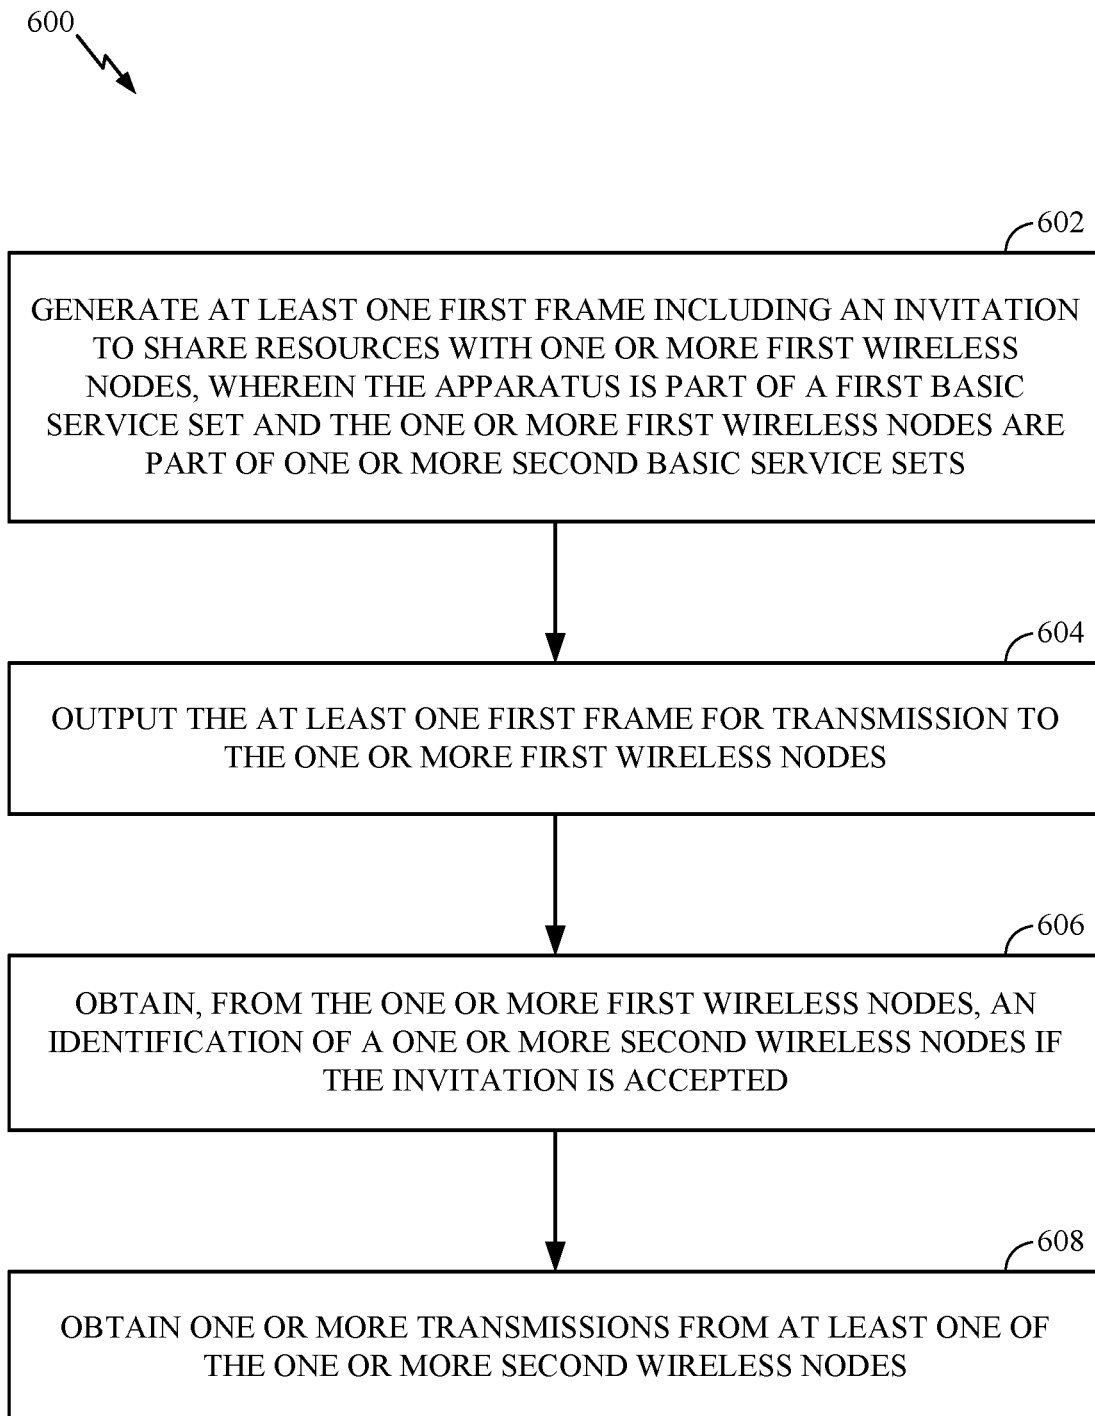 600
602
GENERATE AT LEAST ONE FIRST FRAME INCLUDING AN INVITATION
TO SHARE RESOURCES WITH ONE OR MORE FIRST WIRELESS
NODES, WHEREIN THE APPARATUS IS PART OF A FIRST BASIC
SERVICE SET AND THE ONE OR MORE FIRST WIRELESS NODES ARE
PART OF ONE OR MORE SECOND BASIC SERVICE SETS
604
OUTPUT THE AT LEAST ONE FIRST FRAME FOR TRANSMISSION TO
THE ONE OR MORE FIRST WIRELESS NODES
606
OBTAIN, FROM THE ONE OR MORE FIRST WIRELESS NODES, AN
IDENTIFICATION OF A ONE OR MORE SECOND WIRELESS NODES IF
THE INVITATION IS ACCEPTED
608
OBTAIN ONE OR MORE TRANSMISSIONS FROM AT LEAST ONE OF
THE ONE OR MORE SECOND WIRELESS NODES